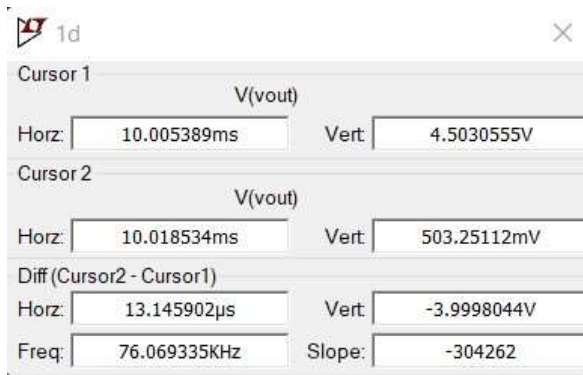 1d
Cursor 1
V(vout)
Horz: 10.005389ms Vert: 4.5030555V
Cursor 2
V(vout)
Horz: 10.018534ms Vert: 503.25112mV
Diff (Cursor2 - Cursor1)
Horz: 13.145902µs Vert: -3.9998044V
Freq: 76.069335KHz Slope: -304262